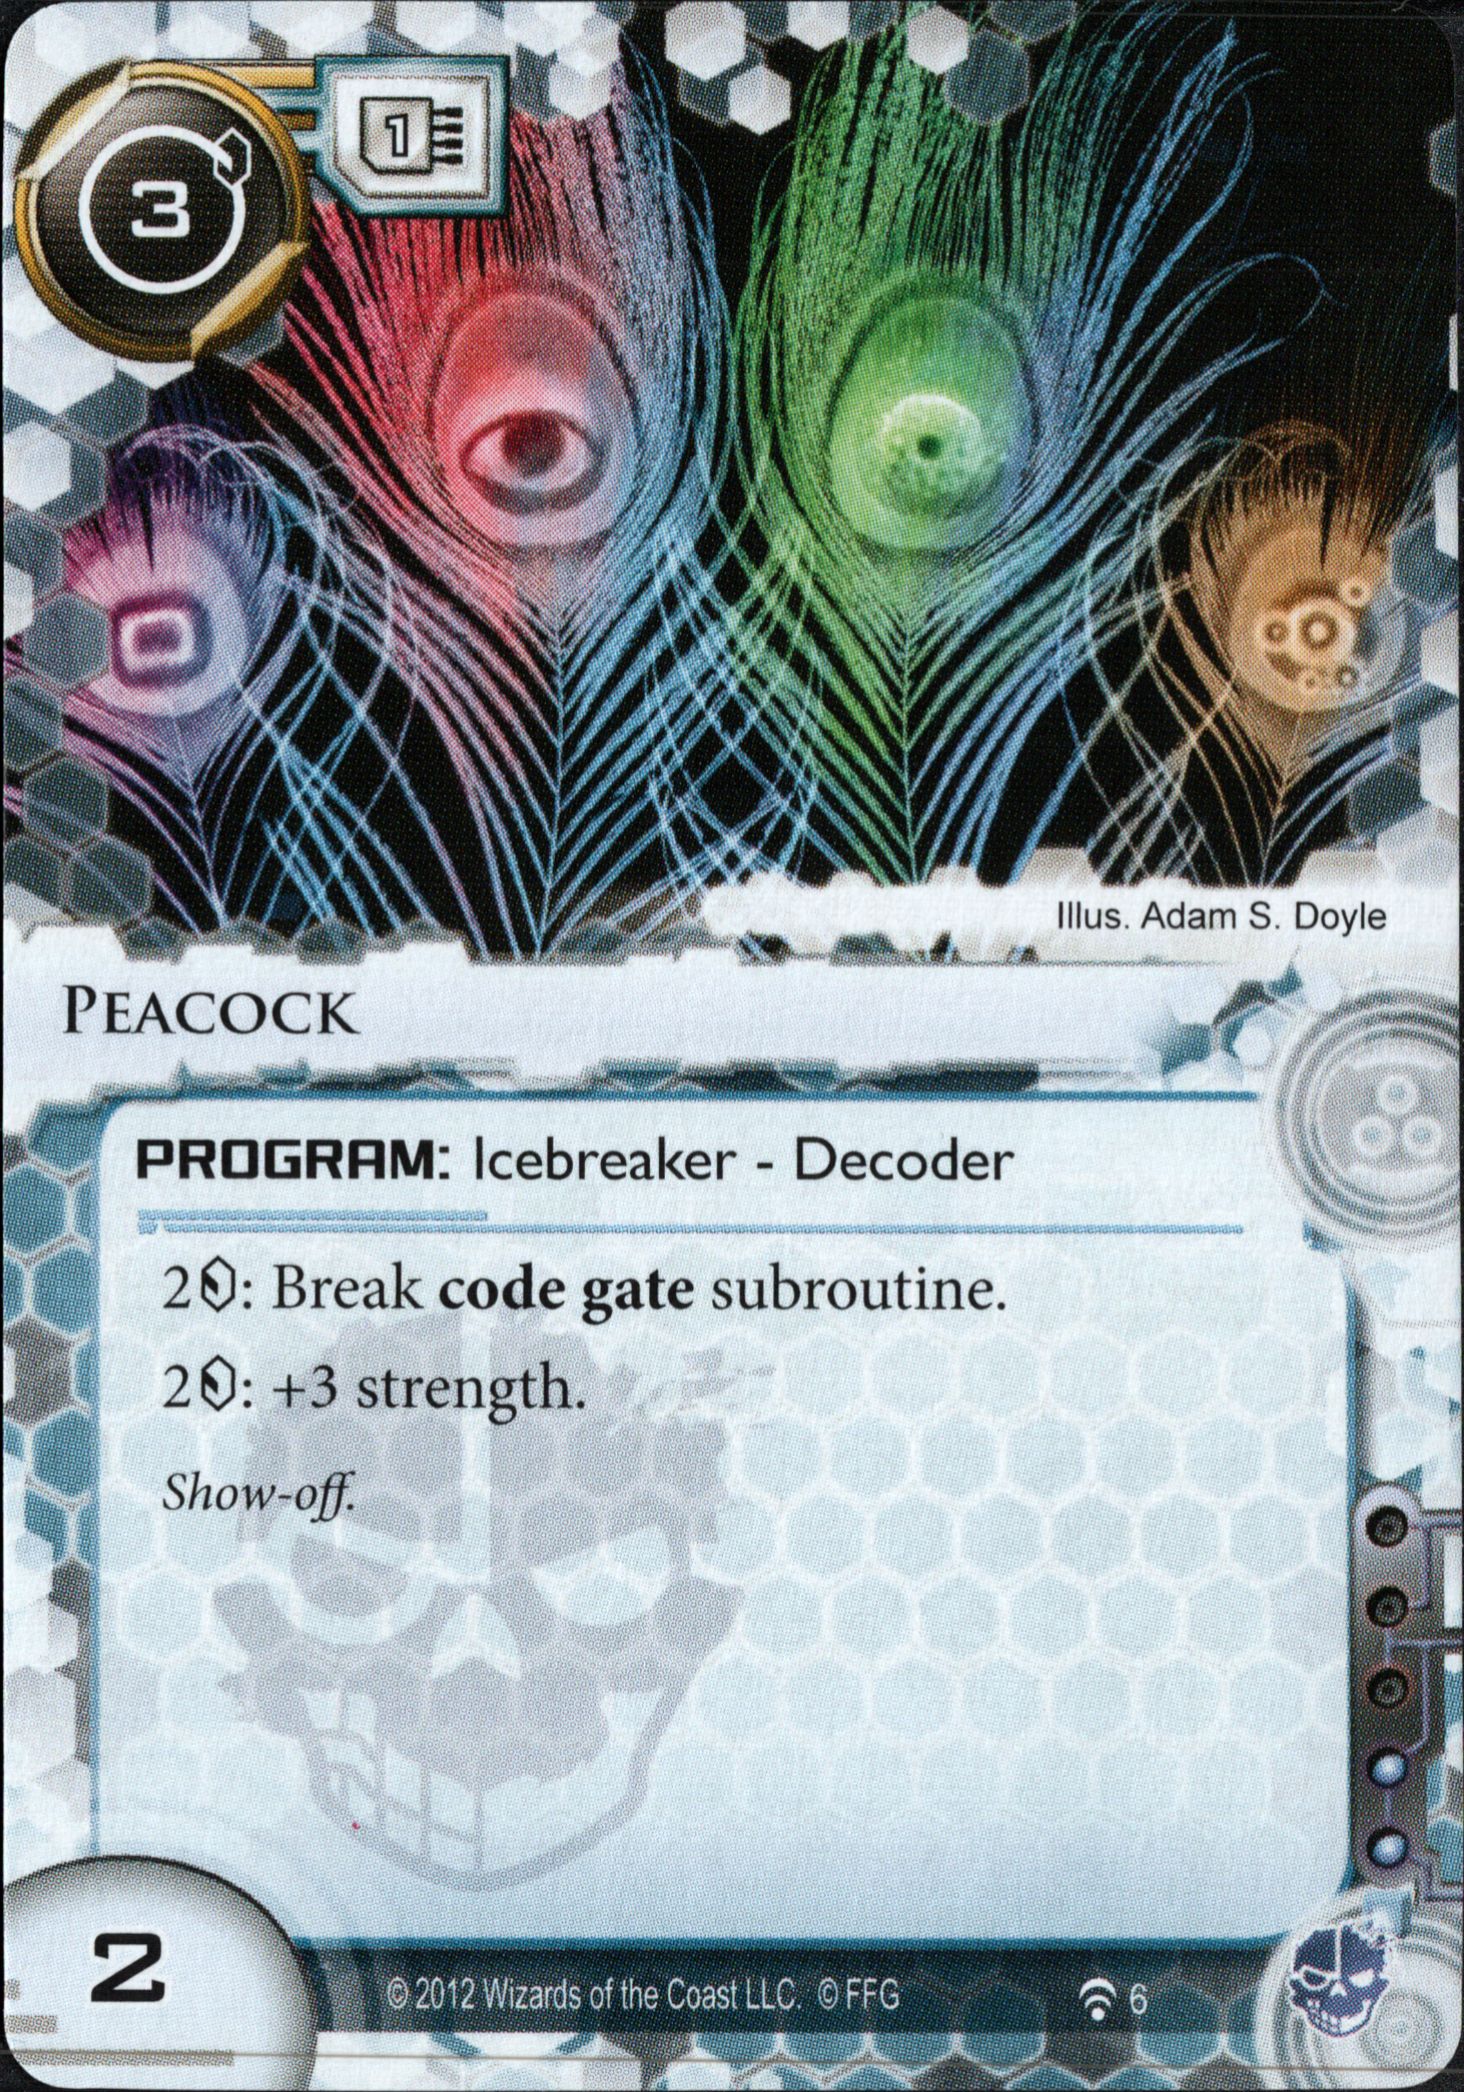 3
1
Illus. Adam S. Doyle
PEACOCK
PROGRAM: Icebreaker - Decoder
2: Break code gate subroutine.
2: +3 strength.
Show-off.
2
© 2012 Wizards of the Coast LLC. © FFG
6